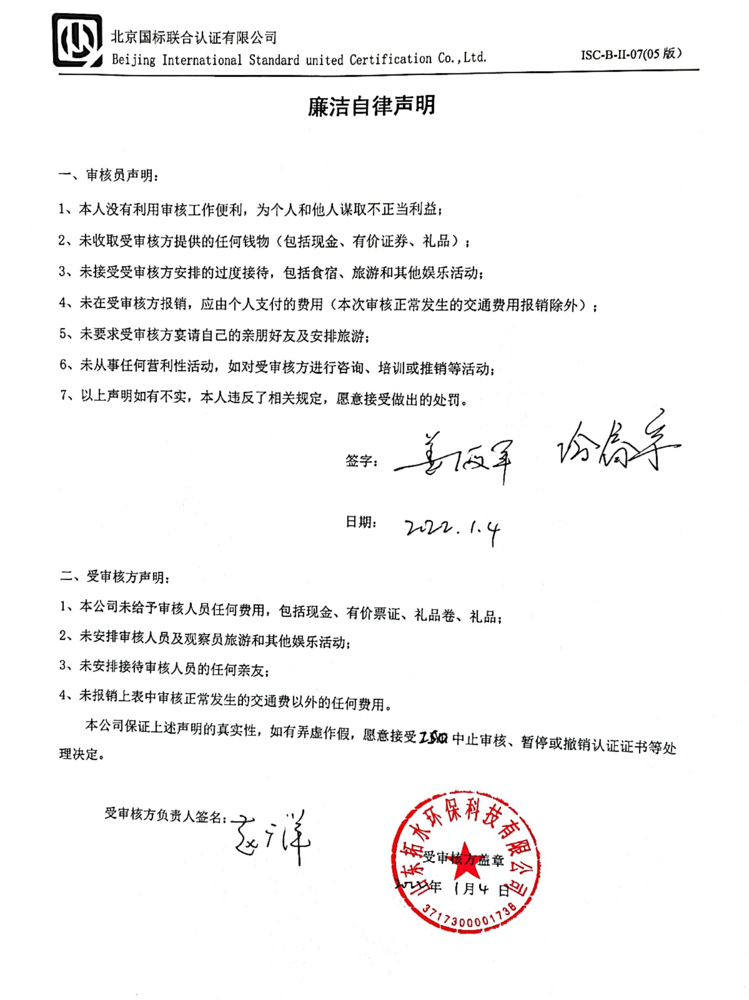 北京国标联合认证有限公司
Beijing International Standard united Certification Co.,Ltd.
ISC-B-II-07(05 版)
廉洁自律声明
一、审核员声明：
1、本人没有利用审核工作便利，为个人和他人谋取不正当利益；
2、未收取受审核方提供的任何钱物（包括现金、有价证券、礼品）；
3、未接受受审核方安排的过度接待，包括食宿、旅游和其他娱乐活动；
4、未在受审核方报销，应由个人支付的费用（本次审核正常发生的交通费用报销除外）；
5、未要求受审核方宴请自己的亲朋好友及安排旅游；
6、未从事任何营利性活动，如对受审核方进行咨询、培训或推销等活动；
7、以上声明如有不实，本人违反了相关规定，愿意接受做出的处罚。
签字：
日期： 2022.1.4
二、受审核方声明：
1、本公司未给予审核人员任何费用，包括现金、有价票证、礼品卷、礼品；
2、未安排审核人员及观察员旅游和其他娱乐活动；
3、未安排接待审核人员的任何亲友；
4、未报销上表中审核正常发生的交通费以外的任何费用。
本公司保证上述声明的真实性，如有弄虚作假，愿意接受 中止审核、暂停或撤销认证证书等处
理决定。
受审核方负责人签名：
山东拓水环保科技有限公司
受审核方盖章
2022年 1月4 日
3717300001738